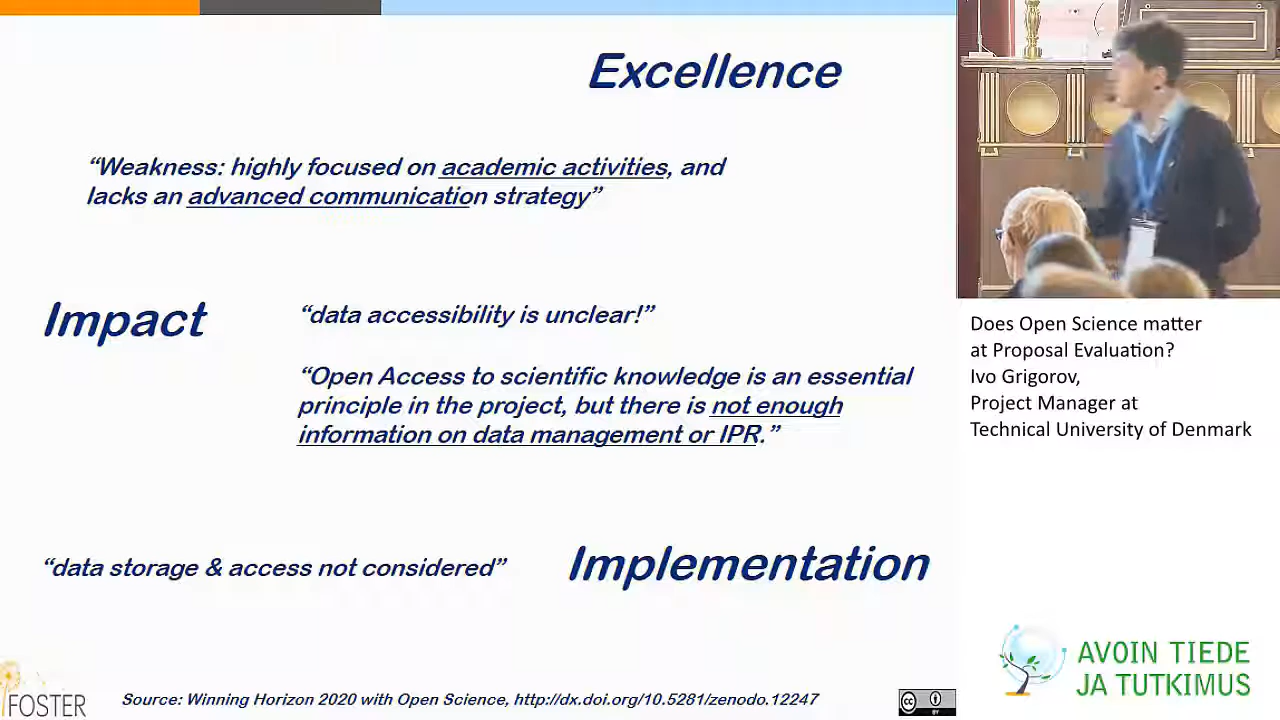 Excellence
“Weakness: highly focused on academic activities, and
lacks an advanced communication strategy”
Impact
“data accessibility is unclear!”
“Open Access to scientific knowledge is an essential
principle in the project, but there is not enough
information on data management or IPR.”
“data storage & access not considered”
Implementation
FOSTER
Source: Winning Horizon 2020 with Open Science, http://dx.doi.org/10.5281/zenodo.12247
cc
BY
Does Open Science matter
at Proposal Evaluation?
Ivo Grigorov,
Project Manager at
Technical University of Denmark
AVOIN TIEDE
JA TUTKIMUS